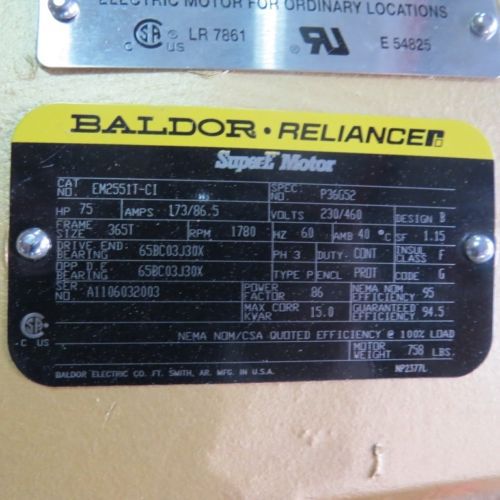 ELECTRIC MOTOR FOR ORDINARY LOCATIONS
C US LR 7861 E 54825
BALDOR · RELIANCER
SuperE Motor
CAT NO. EM2551T-CI SPEC. NO. P36G52
HP 75 AMPS 173/86.5 VOLTS 230/460 DESIGN B
FRAME SIZE 365T RPM 1780 HZ 60 AMB 40 °C SF 1.15
DRIVE END BEARING 65BC03J30X PH 3 DUTY CONT INSUL CLASS F
OPP D E BEARING 65BC03J30X TYPE P ENCL PROT CODE G
SER. NO. A1106032003 POWER FACTOR 86 NEMA NOM EFFICIENCY 95
MAX CORR KVAR 15.0 GUARANTEED EFFICIENCY 94.5
C US NEMA NOM/CSA QUOTED EFFICIENCY @ 100% LOAD
MOTOR WEIGHT 758 LBS.
BALDOR ELECTRIC CO. FT. SMITH, AR. MFG. IN U.S.A. NP2377L